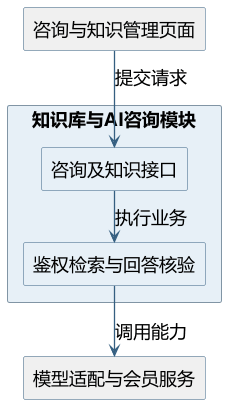 咨询与知识管理页面
提交请求
知识库与AI咨询模块
咨询及知识接口
执行业务
鉴权检索与回答核验
调用能力
模型适配与会员服务